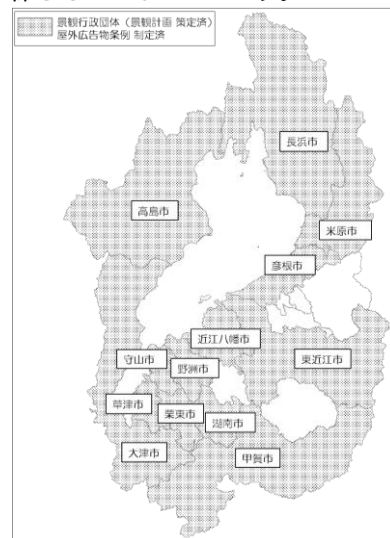 景観行政団体（景観計画 策定済）
屋外広告物条例 制定済
長浜市
高島市
米原市
彦根市
近江八幡市
守山市
東近江市
野洲市
草津市
栗東市
湖南市
大津市
甲賀市